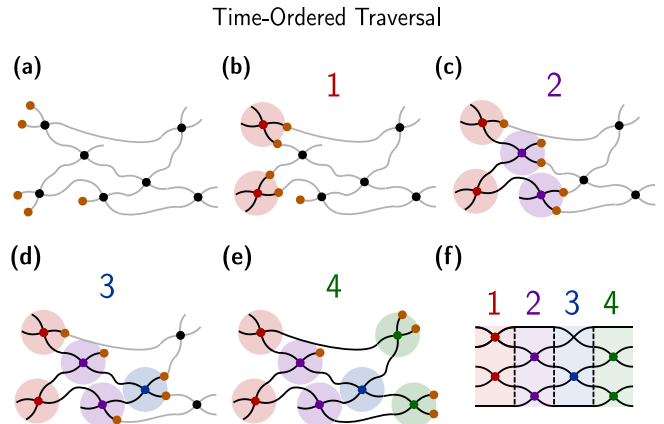 Time-Ordered Traversal
(a)
(b)
1
(c)
2
(d)
3
(e)
4
(f)
1 2 3 4